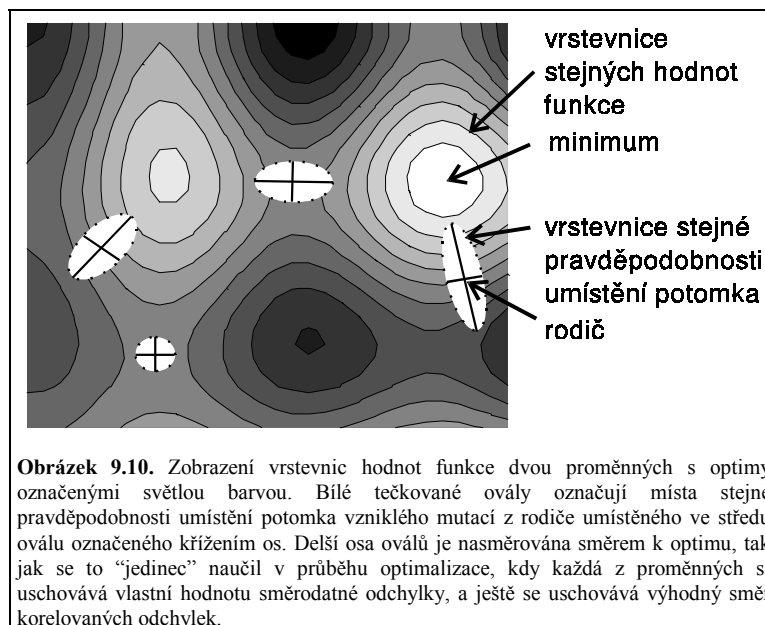 vrstevnice
stejných hodnot
funkce
minimum
vrstevnice stejné
pravděpodobnosti
umístění potomka
rodič
Obrázek 9.10. Zobrazení vrstevnic hodnot funkce dvou proměnných s optimy
označenými světlou barvou. Bílé tečkované ovály označují místa stejné
pravděpodobnosti umístění potomka vzniklého mutací z rodiče umístěného ve středu
oválu označeného křížením os. Delší osa oválů je nasměrována směrem k optimu, tak
jak se to “jedinec” naučil v průběhu optimalizace, kdy každá z proměnných s
uschovává vlastní hodnotu směrodatné odchylky, a ještě se uschovává výhodný smě
korelovaných odchylek.